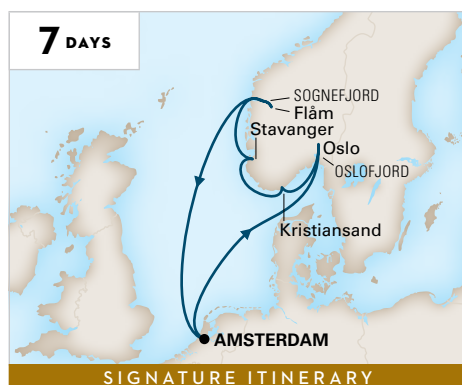 7 DAYS
SOGNEFJORD
Flåm
Stavanger
Oslo
OSLOFJORD
Kristiansand
AMSTERDAM
SIGNATURE ITINERARY